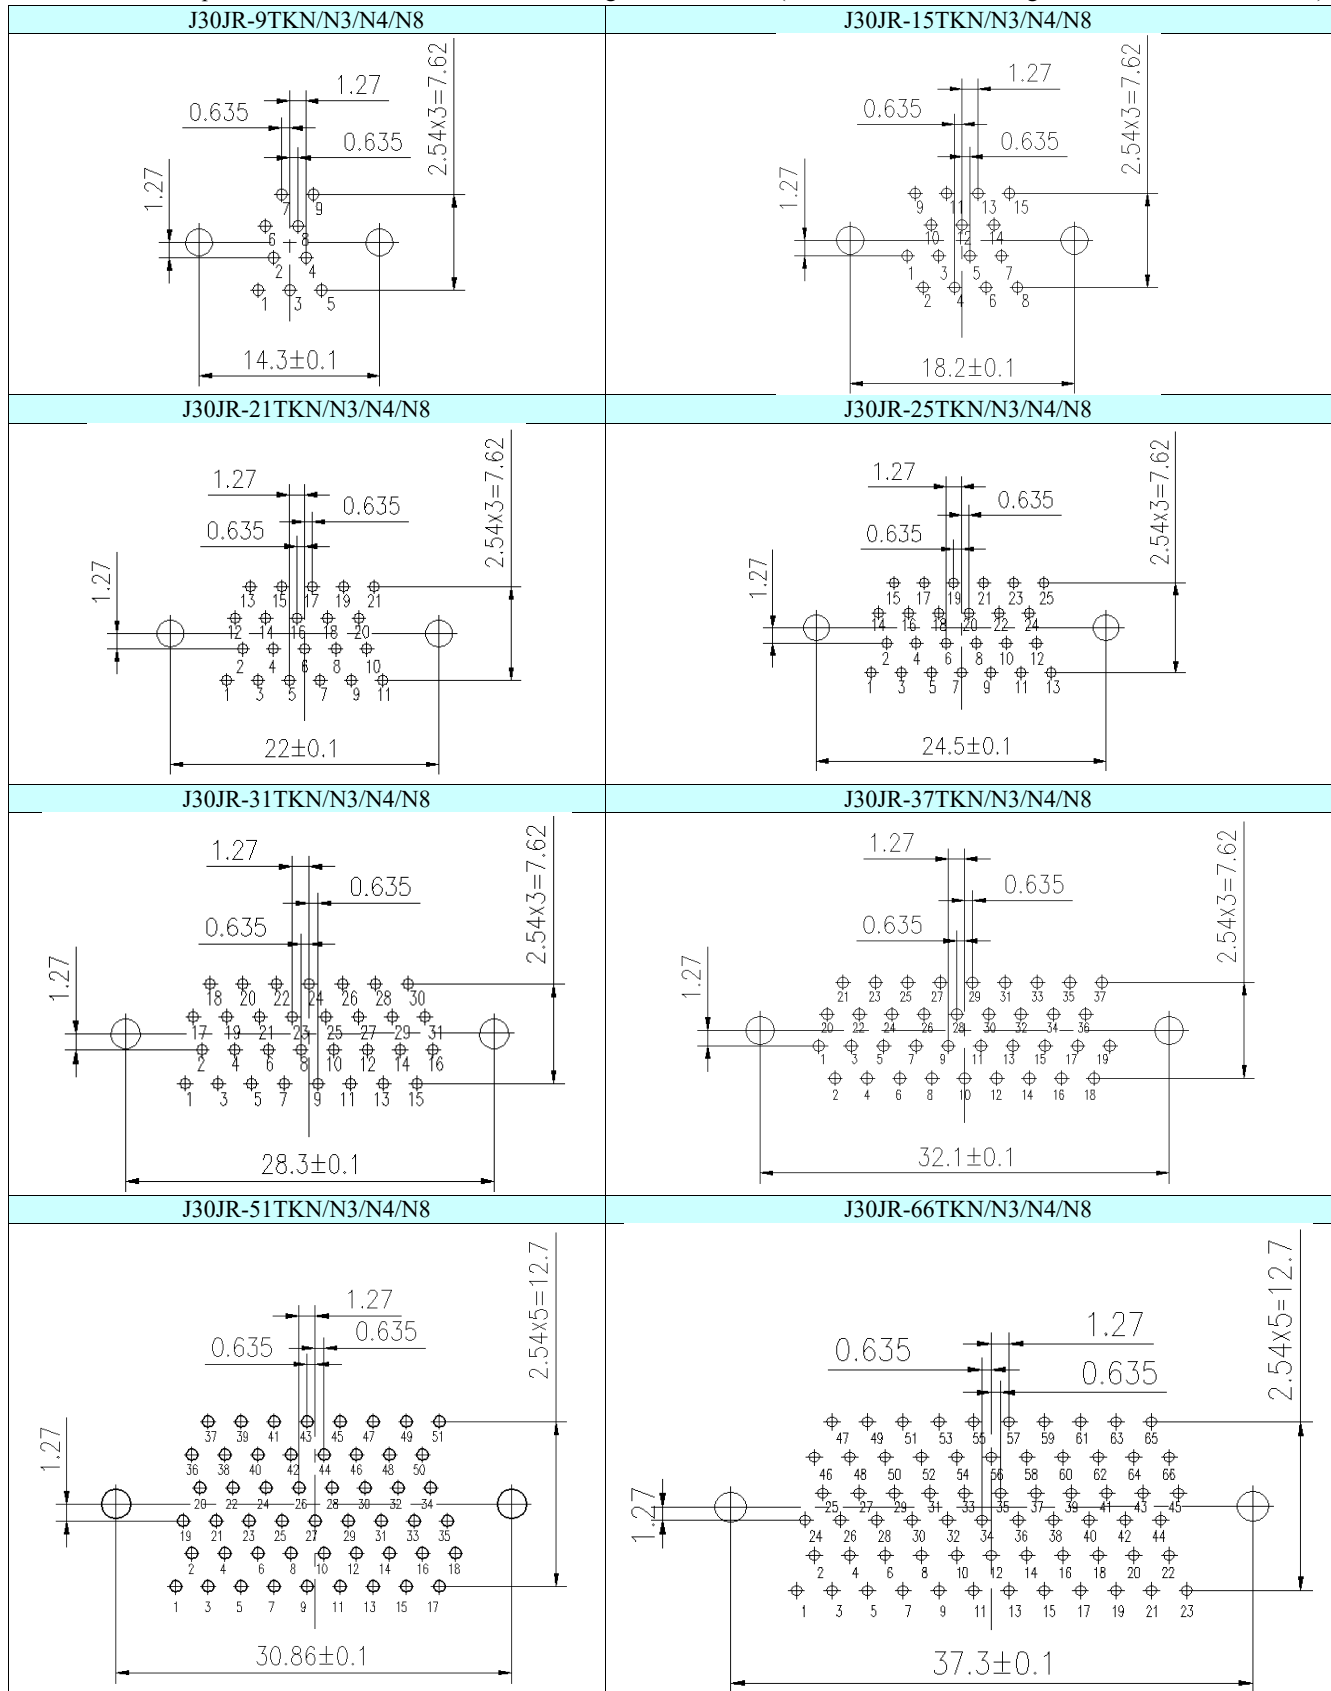 J30JR-9TKN/N3/N4/N8
1.27
0.635
0.635
2.54x3=7.62
1.27
7 9
6 8
2 4
1 3 5
14.3±0.1
J30JR-15TKN/N3/N4/N8
1.27
0.635
0.635
2.54x3=7.62
1.27
9 11 13 15
10 12 14
1 3 5 7
2 4 6 8
18.2±0.1
J30JR-21TKN/N3/N4/N8
1.27
0.635
0.635
2.54x3=7.62
1.27
13 15 17 19 21
12 14 16 18 20
2 4 6 8 10
1 3 5 7 9 11
22±0.1
J30JR-25TKN/N3/N4/N8
1.27
0.635
0.635
2.54x3=7.62
1.27
15 17 19 21 23 25
14 16 18 20 22 24
2 4 6 8 10 12
1 3 5 7 9 11 13
24.5±0.1
J30JR-31TKN/N3/N4/N8
1.27
0.635
0.635
2.54x3=7.62
1.27
18 20 22 24 26 28 30
17 19 21 23 25 27 29 31
2 4 6 8 10 12 14 16
1 3 5 7 9 11 13 15
28.3±0.1
J30JR-37TKN/N3/N4/N8
1.27
0.635
0.635
2.54x3=7.62
1.27
21 23 25 27 29 31 33 35 37
20 22 24 26 28 30 32 34 36
1 3 5 7 9 11 13 15 17 19
2 4 6 8 10 12 14 16 18
32.1±0.1
J30JR-51TKN/N3/N4/N8
1.27
0.635
0.635
2.54x5=12.7
1.27
37 39 41 43 45 47 49 51
36 38 40 42 44 46 48 50
20 22 24 26 28 30 32 34
19 21 23 25 27 29 31 33 35
2 4 6 8 10 12 14 16 18
1 3 5 7 9 11 13 15 17
30.86±0.1
J30JR-66TKN/N3/N4/N8
1.27
0.635
0.635
2.54x5=12.7
1.27
47 49 51 53 55 57 59 61 63 65
46 48 50 52 54 56 58 60 62 64 66
25 27 29 31 33 35 37 39 41 43 45
24 26 28 30 32 34 36 38 40 42 44
2 4 6 8 10 12 14 16 18 20 22
1 3 5 7 9 11 13 15 17 19 21 23
37.3±0.1